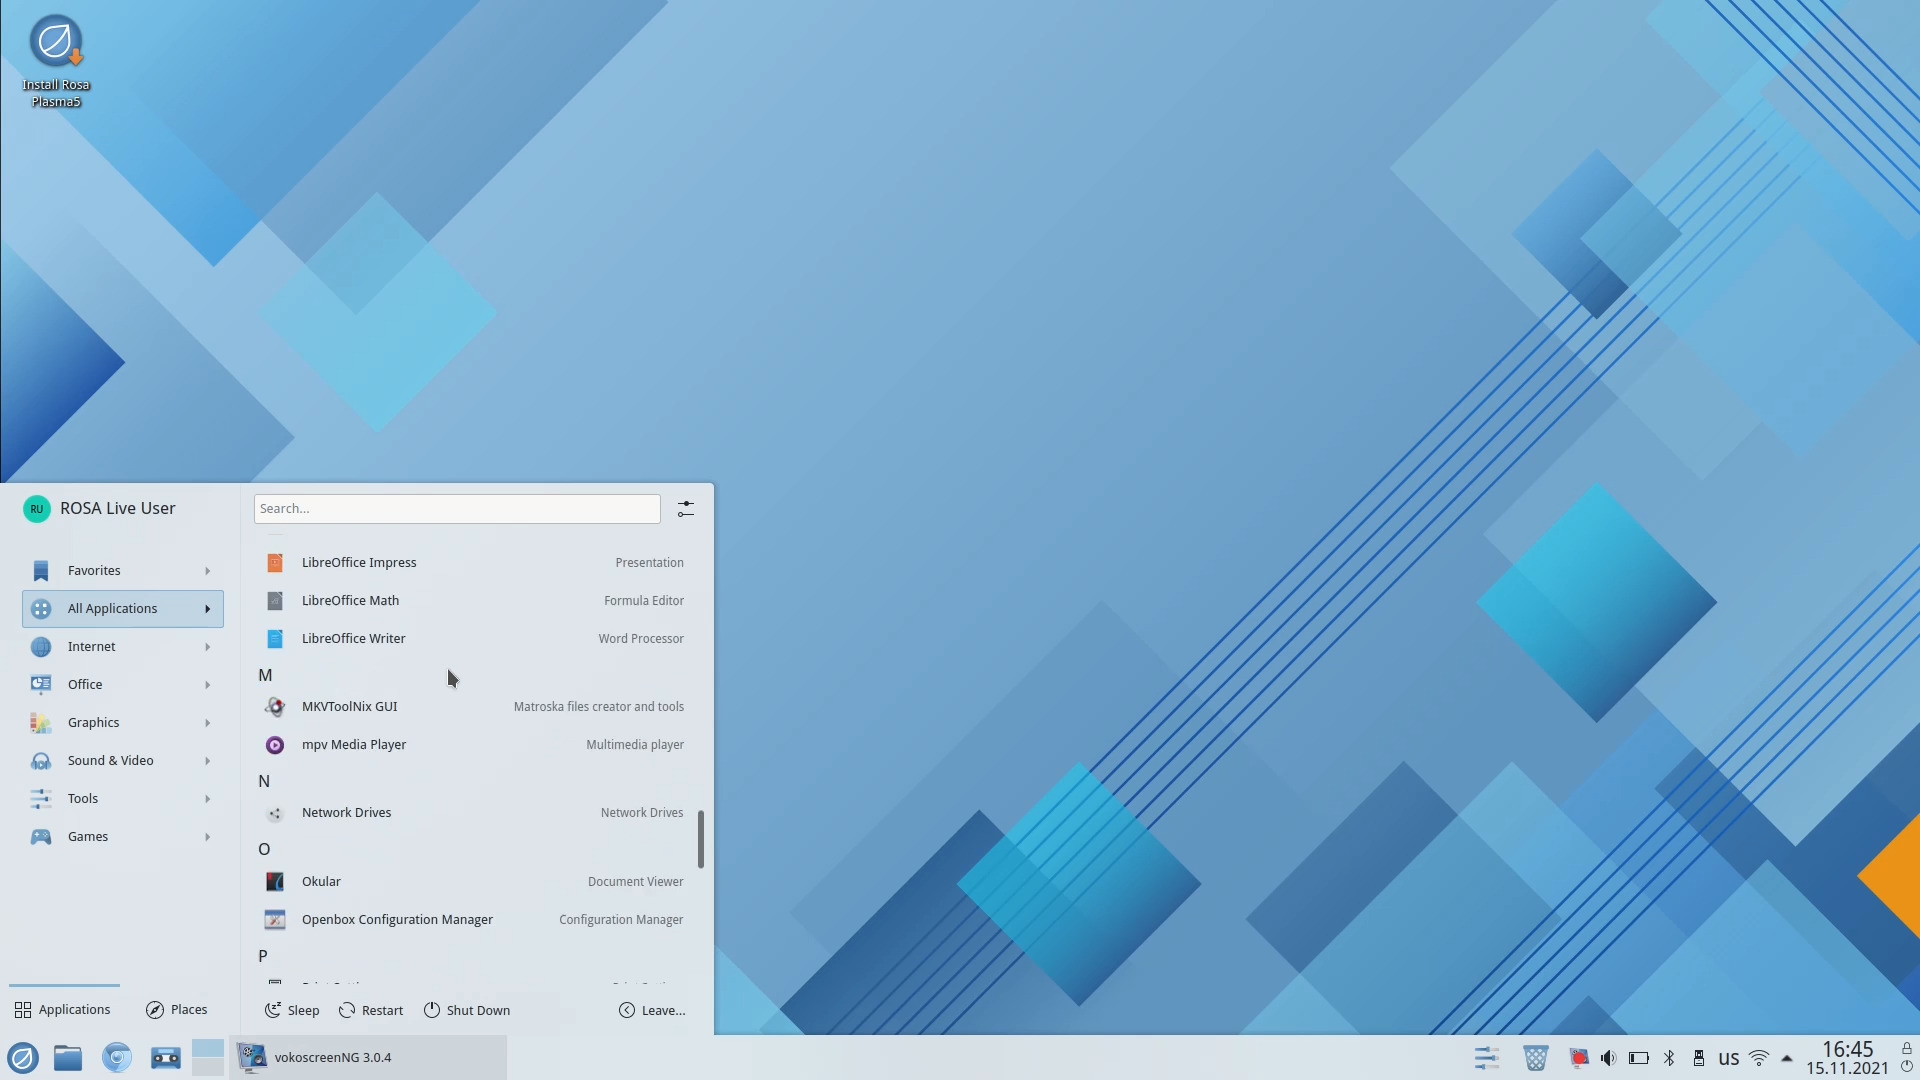 Install Rosa
Plasma5
RU
ROSA Live User
Search...
Favorites
All Applications
Internet
Office
Graphics
Sound & Video
Tools
Games
LibreOffice Impress Presentation
LibreOffice Math Formula Editor
LibreOffice Writer Word Processor
M
MKVToolNix GUI Matroska files creator and tools
mpv Media Player Multimedia player
N
Network Drives Network Drives
O
Okular Document Viewer
Openbox Configuration Manager Configuration Manager
P
Applications Places Sleep Restart Shut Down Leave...
vokoscreenNG 3.0.4
us
16:45
15.11.2021